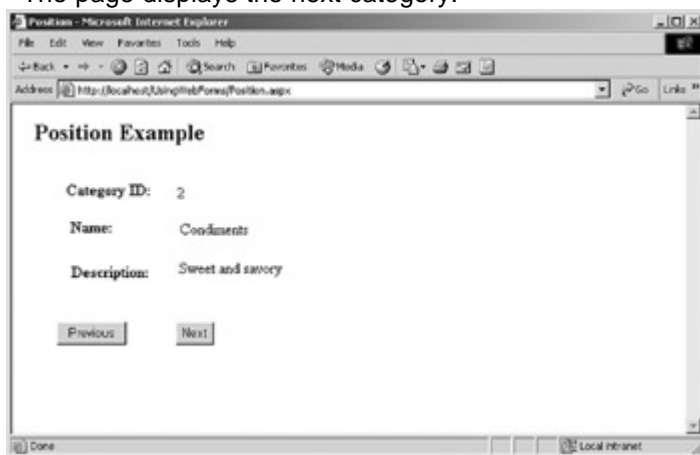 The page displays the next category.
Position - Microsoft Internet Explorer
File Edit View Favorites Tools Help
Back Search Favorites Media
Address http://localhost/UsingWebForms/Position.aspx Go Links »
Position Example
Category ID: 2
Name: Condiments
Description: Sweet and savory
Previous Next
Done Local intranet